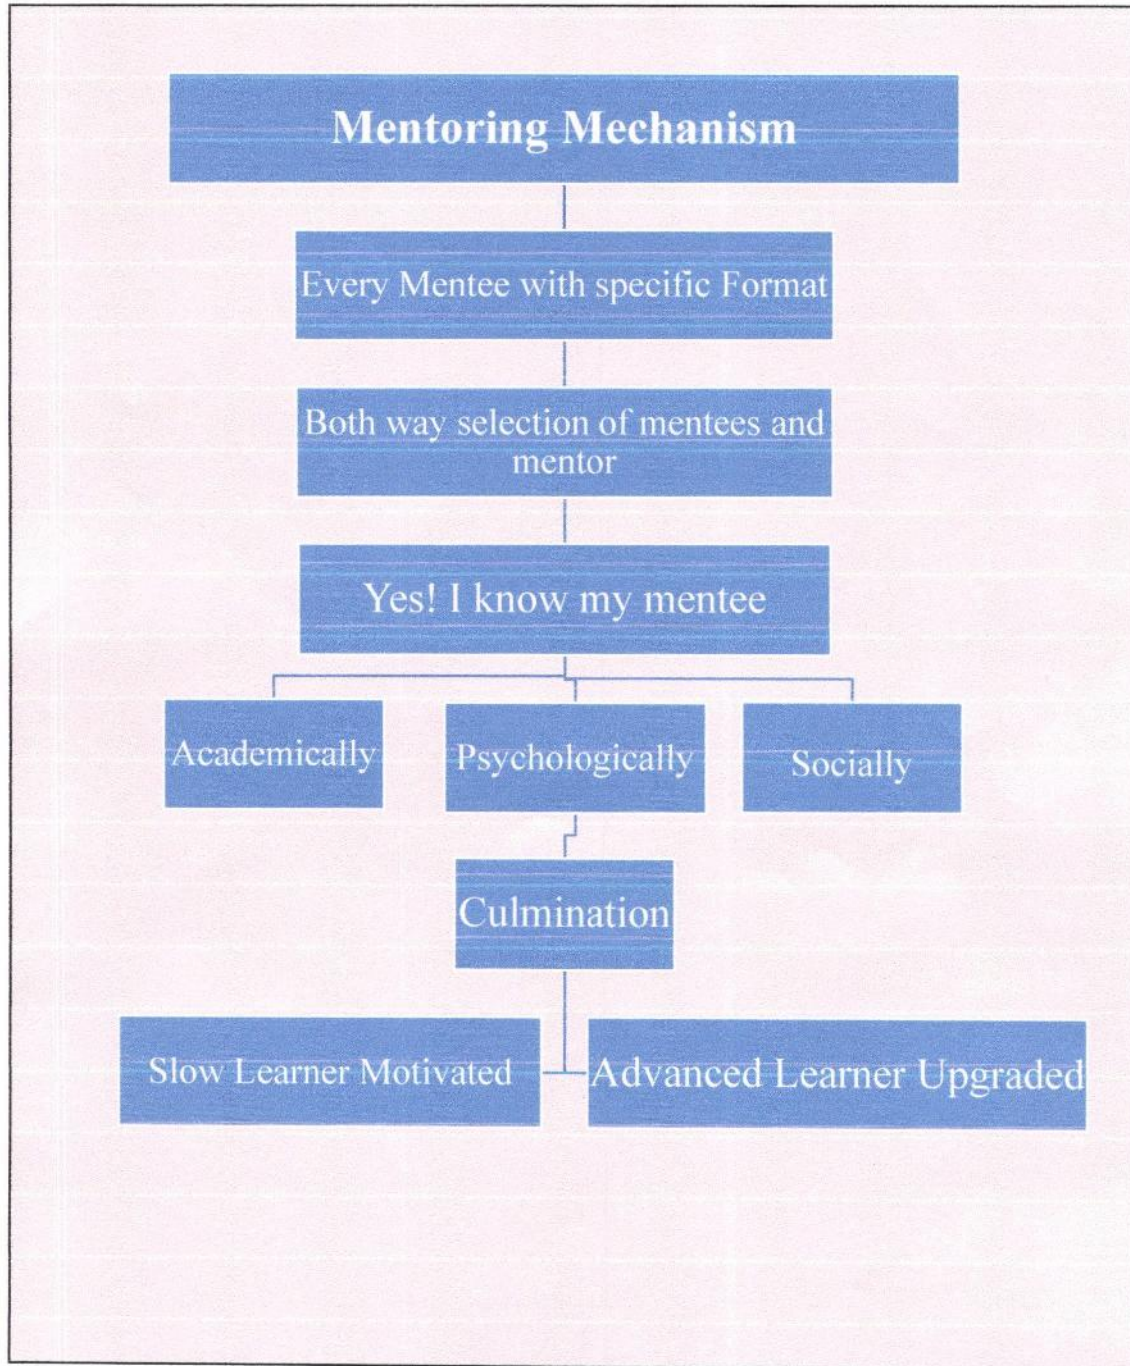 Mentoring Mechanism
Every Mentee with specific Format
Both way selection of mentees and
mentor
Yes! I know my mentee
Academically
Psychologically
Socially
Culmination
Slow Learner Motivated
Advanced Learner Upgraded